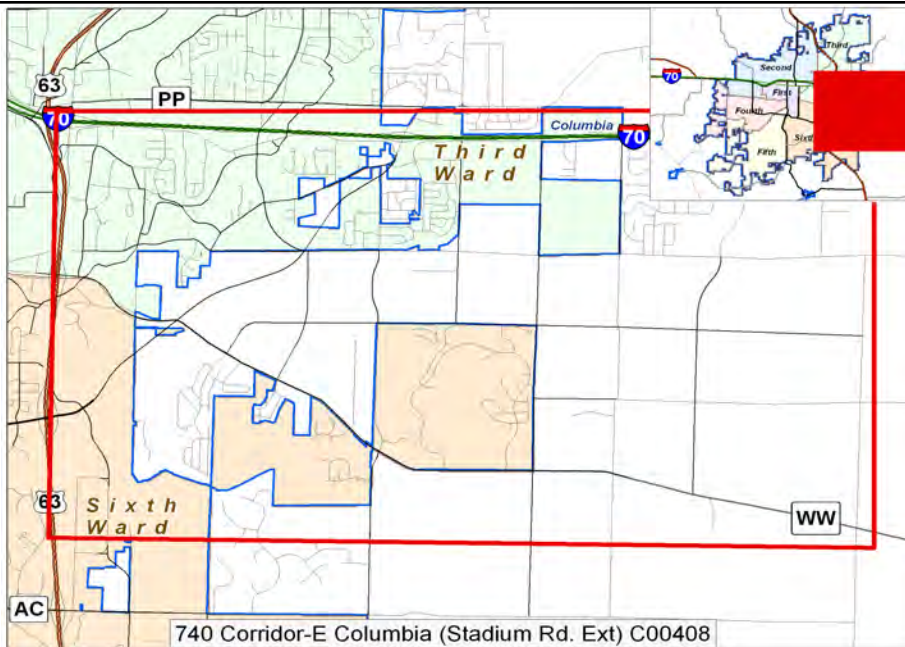 63
PP
70
Columbia
70
Third
Ward
70
Second
Third
First
Fourth
Fifth
Sixth
63
Sixth
Ward
WW
AC
740 Corridor-E Columbia (Stadium Rd. Ext) C00408